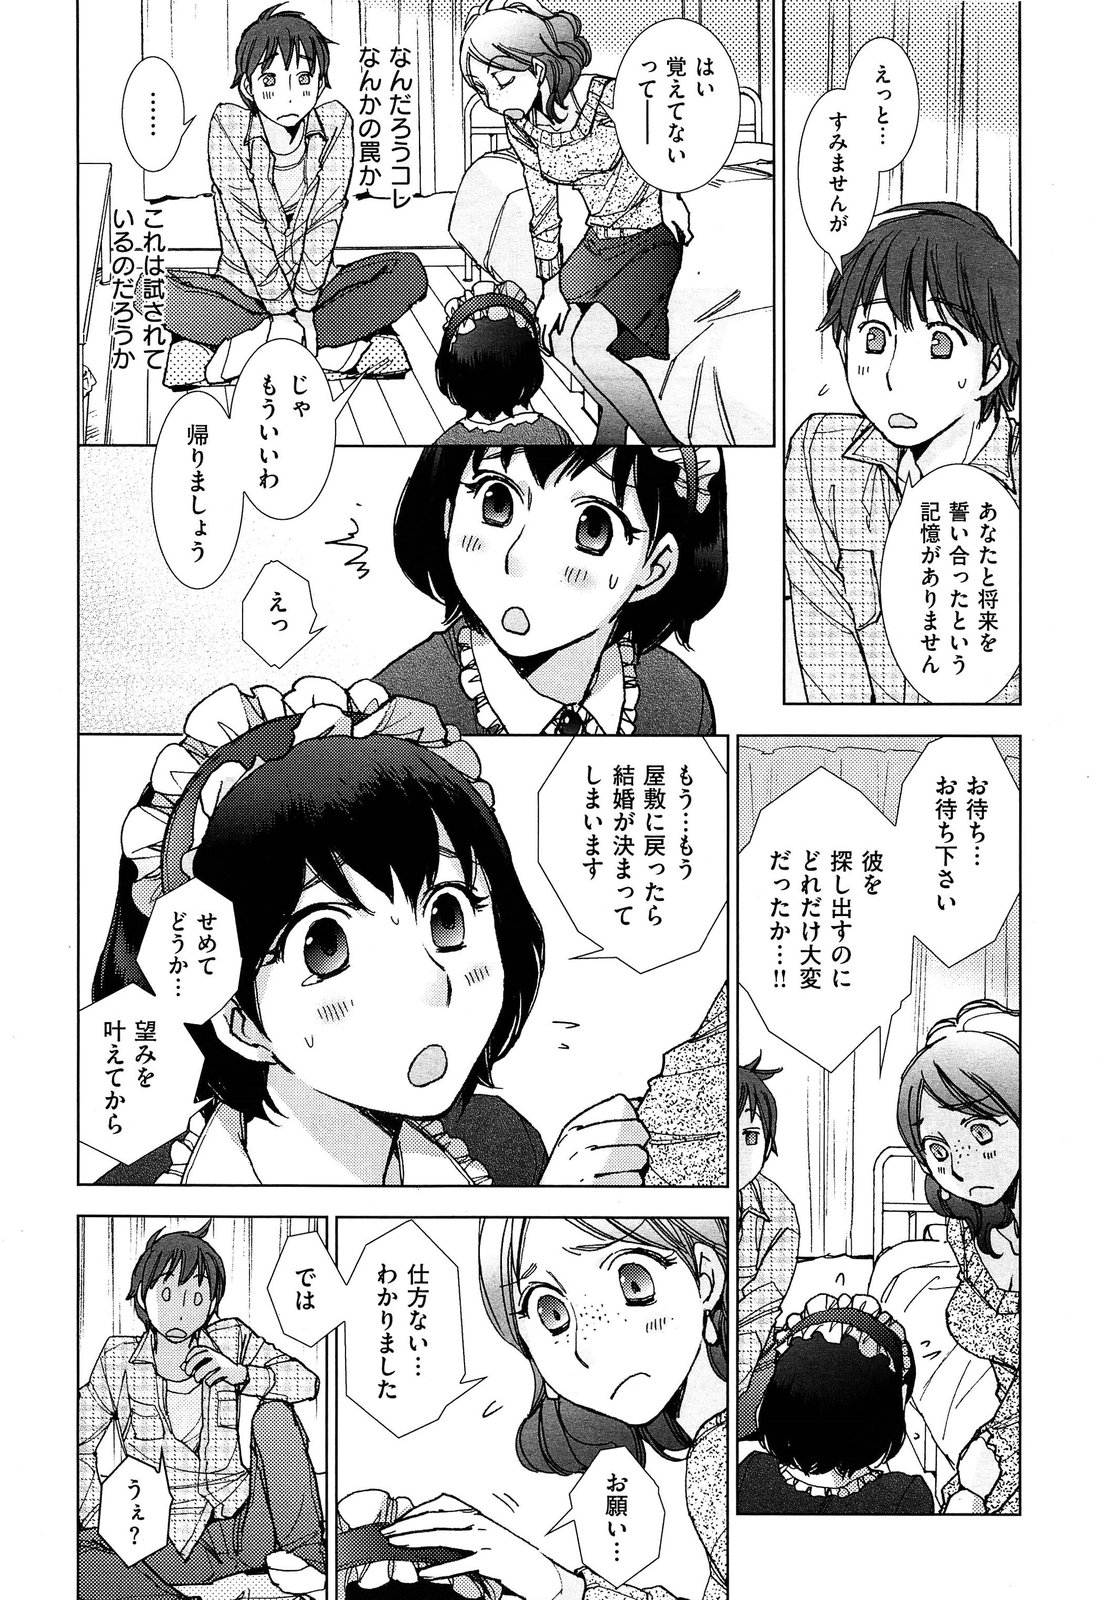 えっと…
すみませんが
あなたと将来を
誓い合ったという
記憶がありません
はい
覚えてない
って――
なんだろうコレ
なんかの罠か
……
これは試されて
いるのだろうか
じゃ
もういいわ
帰りましょう
えっ
お待ち…
お待ち下さい
彼を
探し出すのに
どれだけ大変
だったか…!!
もう…もう
屋敷に戻ったら
結婚が決まって
しまいます
せめて
どうか…
望みを
叶えてから
お願い…
仕方ない…
わかりました
では
うぇ?